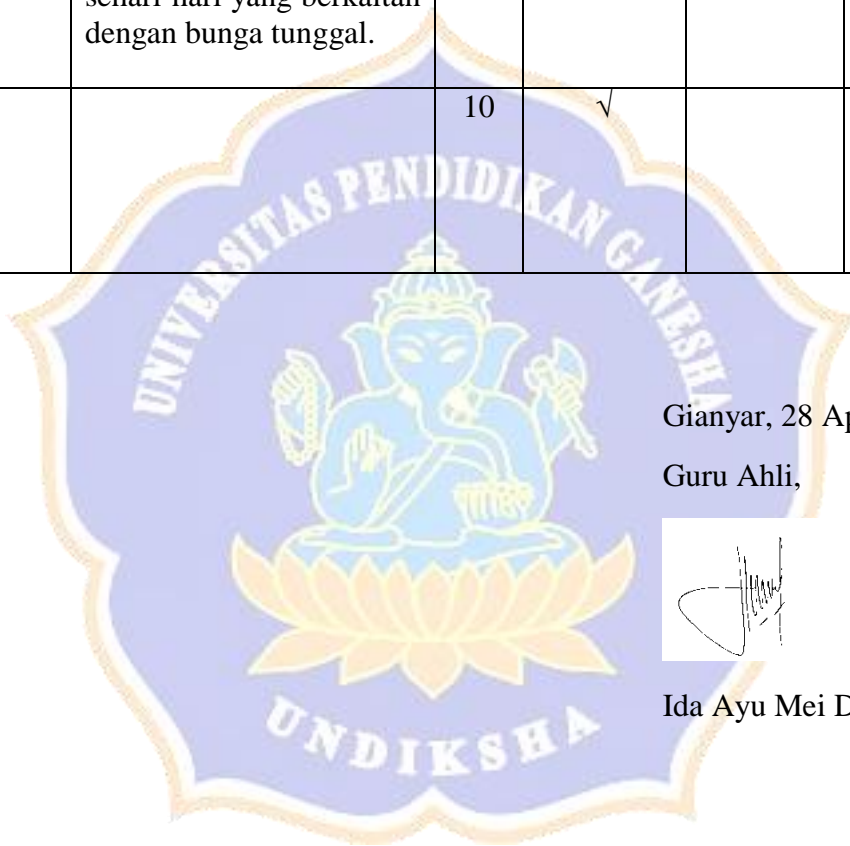 sehari-hari yang berkaitan
dengan bunga tunggal.
10 √
UNIVERSITAS PENDIDIKAN GANESHA
Gianyar, 28
Guru Ahli,
Ida Ayu Mei
UNDIKSHA